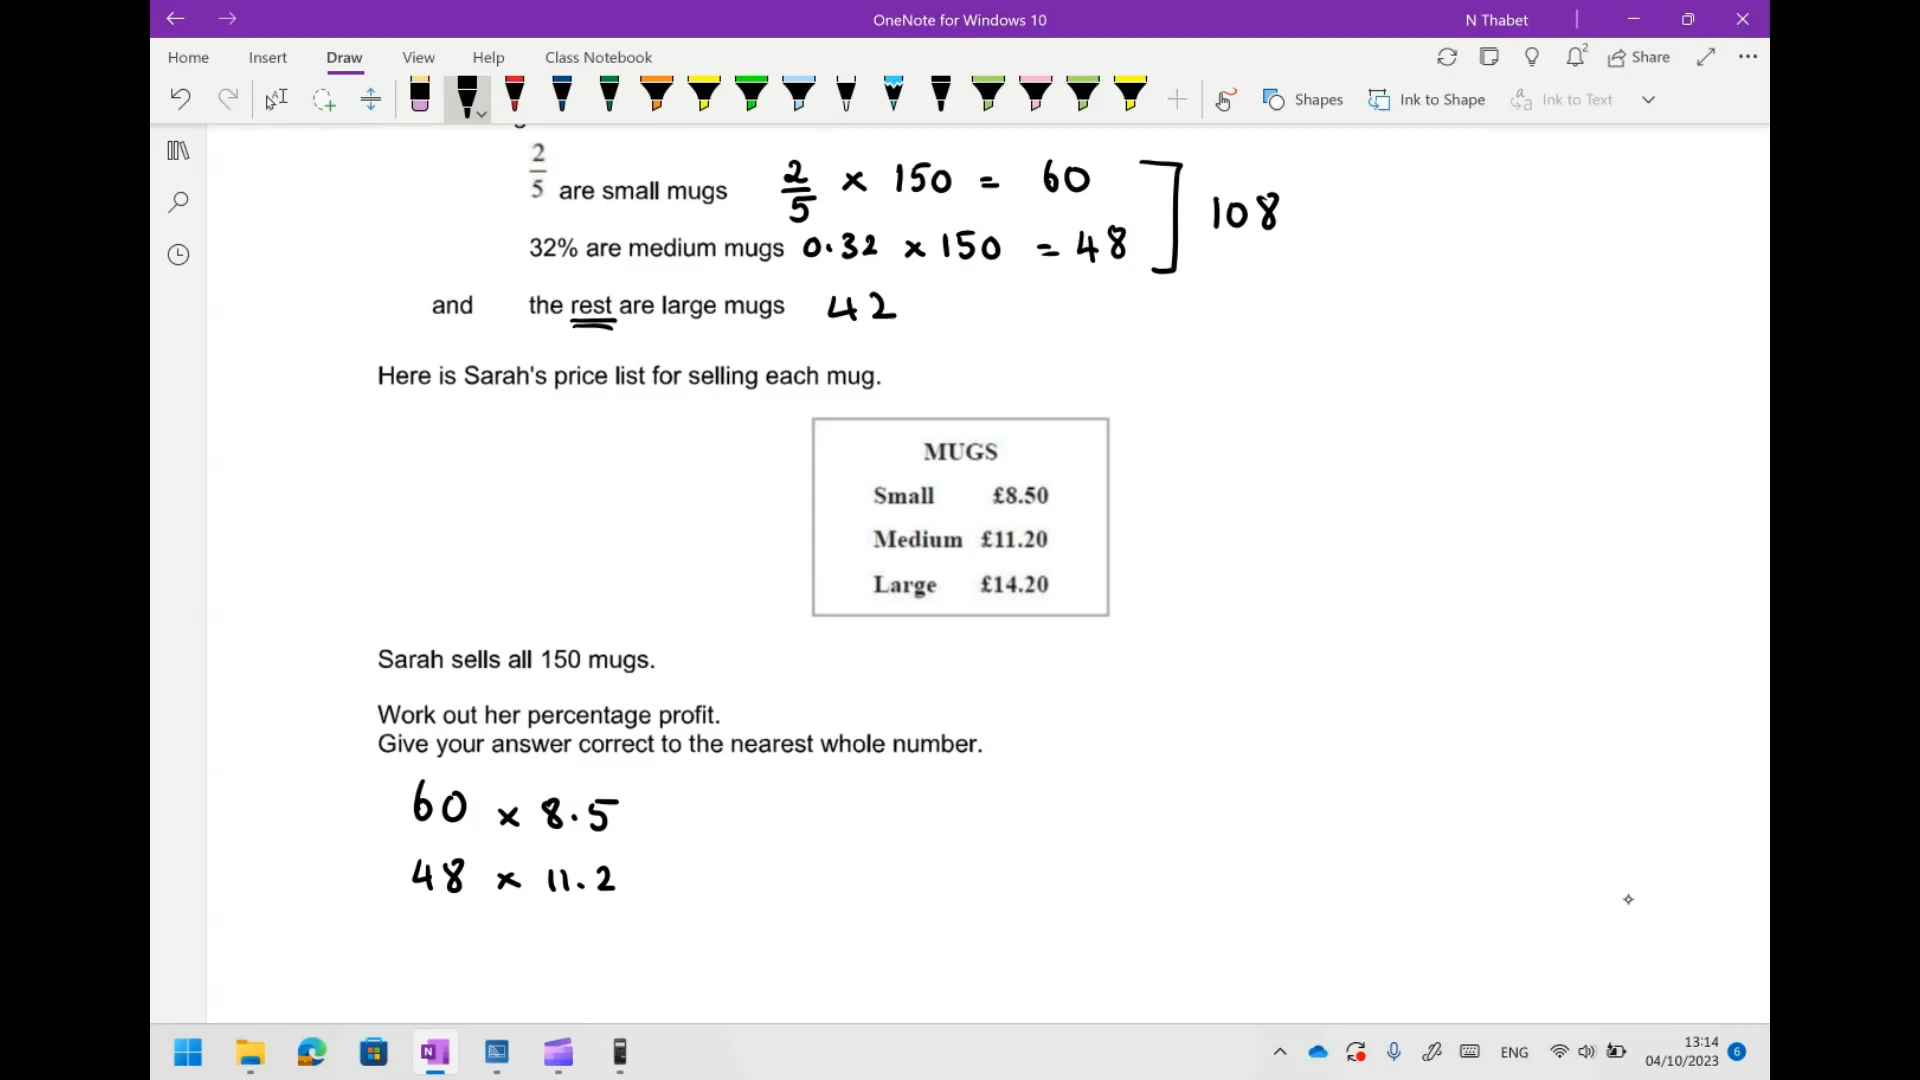 OneNote for Windows 10
N Thabet
Home Insert Draw View Help Class Notebook
2 Share
Shapes Link to Shape Link to Text
2/5 are small mugs 2/5 × 150 = 60
108
32% are medium mugs 0.32 × 150 = 48
and the rest are large mugs 42
Here is Sarah's price list for selling each mug.
MUGS
Small £8.50
Medium £11.20
Large £14.20
Sarah sells all 150 mugs.
Work out her percentage profit.
Give your answer correct to the nearest whole number.
60 × 8.5
48 × 11.2
ENG
13:14
04/10/2023
6